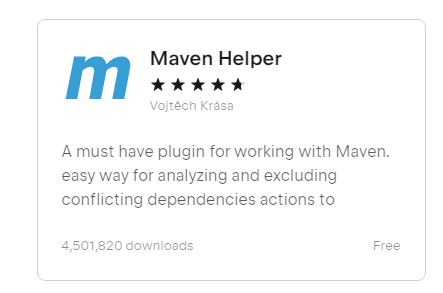 m
Maven Helper
Vojtěch Krása
A must have plugin for working with Maven.
easy way for analyzing and excluding
conflicting dependencies actions to
4,501,820 downloads
Free